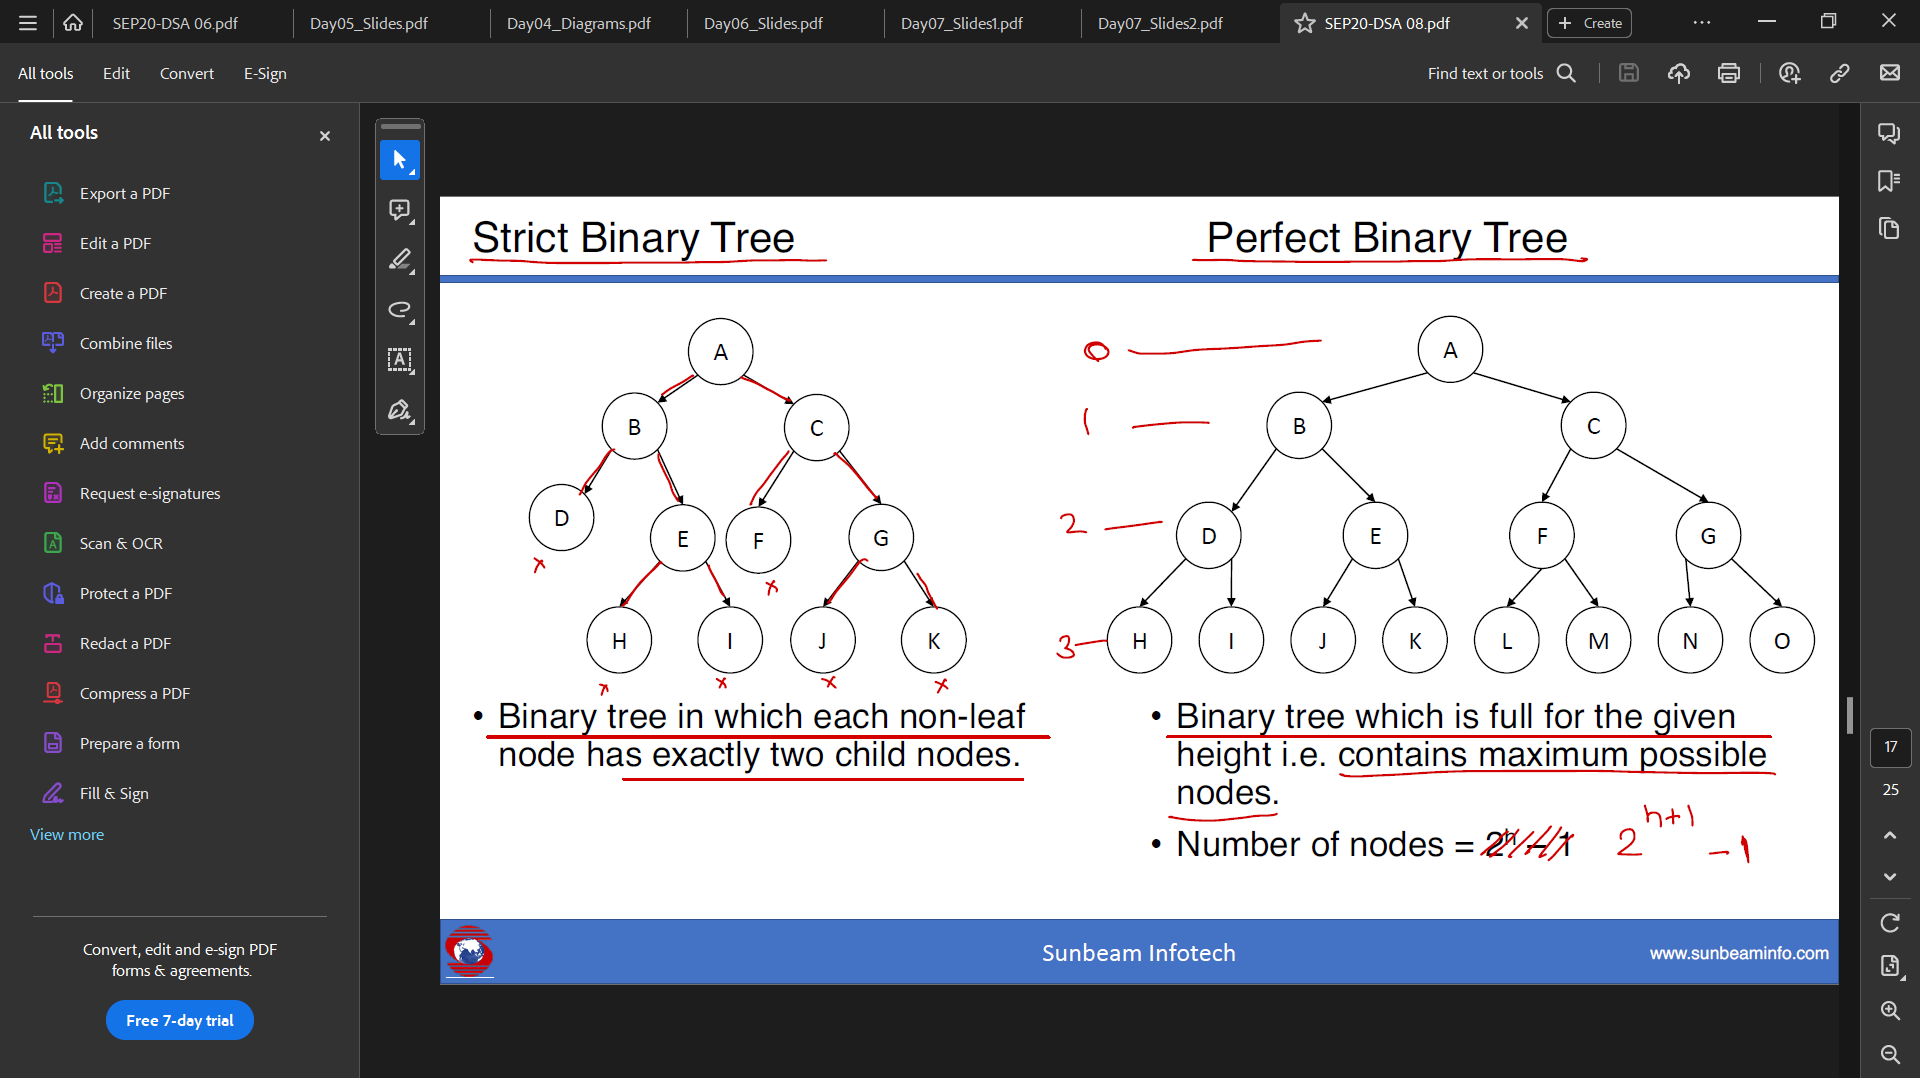 SEP20-DSA 06.pdf
Day05_Slides.pdf
Day04_Diagrams.pdf
Day06_Slides.pdf
Day07_Slides1.pdf
Day07_Slides2.pdf
SEP20-DSA 08.pdf
Create
All tools
Edit
Convert
E-Sign
Find text or tools
All tools
Export a PDF
Edit a PDF
Create a PDF
Combine files
Organize pages
Add comments
Request e-signatures
Scan & OCR
Protect a PDF
Redact a PDF
Compress a PDF
Prepare a form
Fill & Sign
View more
Convert, edit and e-sign PDF
forms & agreements.
Free 7-day trial
Strict Binary Tree
A
B
C
D
E
F
G
H
I
J
K
• Binary tree in which each non-leaf
node has exactly two child nodes.
Perfect Binary Tree
0
1
2
3
A
B
C
D
E
F
G
H
I
J
K
L
M
N
O
• Binary tree which is full for the given
height i.e. contains maximum possible
nodes.
• Number of nodes = 2^h – 1 2^h+1 -1
Sunbeam Infotech
www.sunbeaminfo.com
17
25